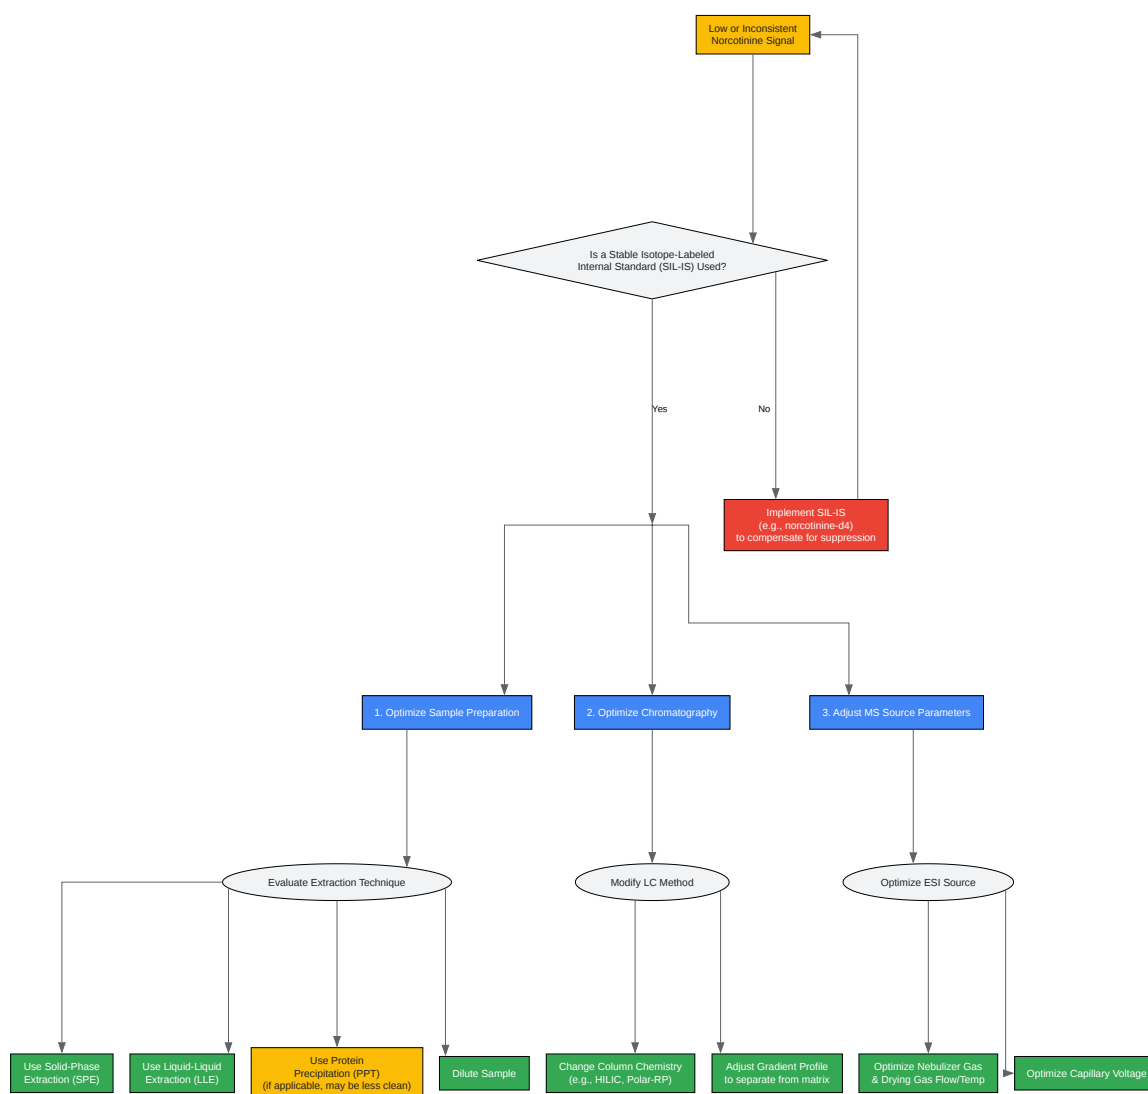 Low or Inconsistent
Norcotinine Signal
Is a Stable Isotope-Labeled
Internal Standard (SIL-IS) Used?
Yes
No
Implement SIL-IS
(e.g., norcotinine-d4)
to compensate for suppression
1. Optimize Sample Preparation
2. Optimize Chromatography
3. Adjust MS Source Parameters
Evaluate Extraction Technique
Modify LC Method
Optimize ESI Source
Use Solid-Phase
Extraction (SPE)
Use Liquid-Liquid
Extraction (LLE)
Use Protein
Precipitation (PPT)
(if applicable, may be less clean)
Dilute Sample
Change Column Chemistry
(e.g., HILIC, Polar-RP)
Adjust Gradient Profile
to separate from matrix
Optimize Nebulizer Gas
& Drying Gas Flow/Temp
Optimize Capillary Voltage